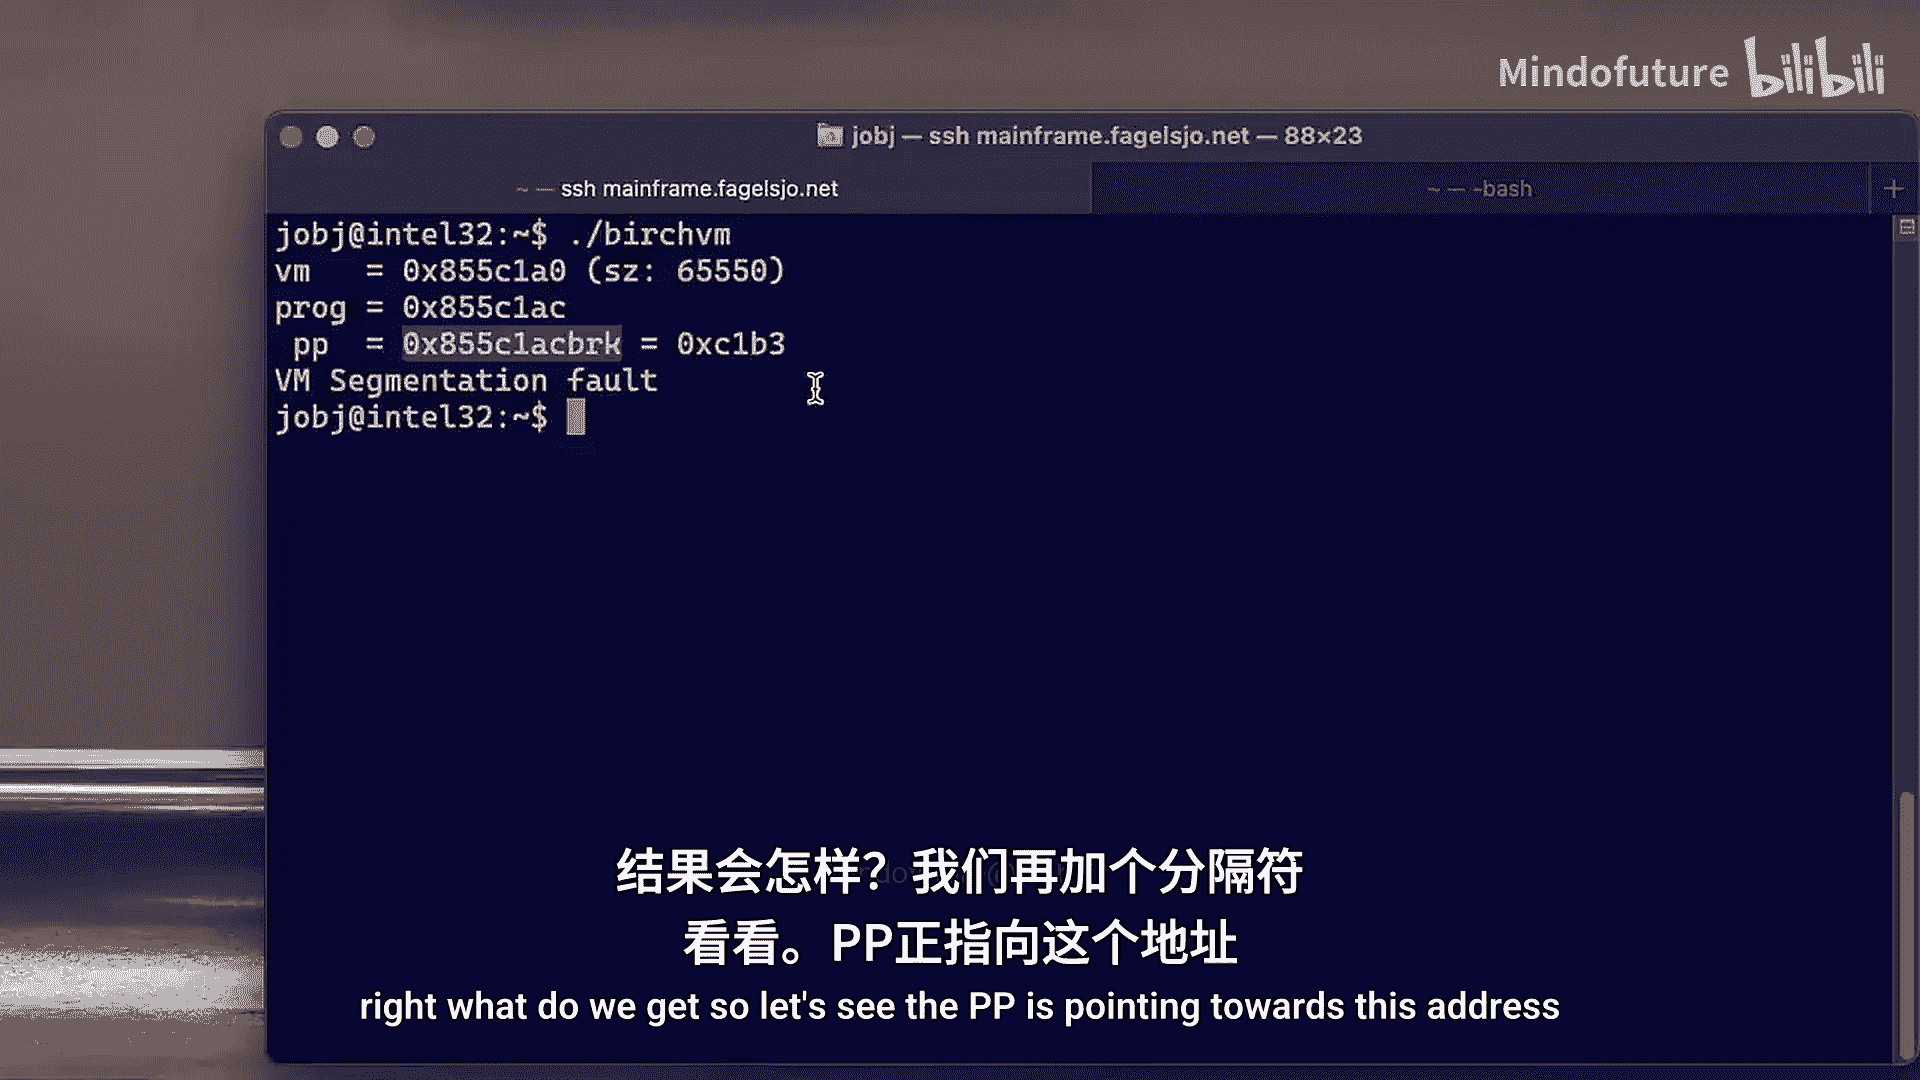 Mindofuture bilibili
jobj — ssh mainframe.fagelsjo.net — 88×23
~ — ssh mainframe.fagelsjo.net
~ — -bash
+
jobj@intel32:~$ ./birchvm
vm   = 0x855c1a0 (sz: 65550)
prog = 0x855c1ac
 pp  = 0x855c1acbrk = 0xc1b3
VM Segmentation fault
jobj@intel32:~$
结果会怎样？我们再加个分隔符
看看。PP正指向这个地址
right what do we get so let's see the PP is pointing towards this address